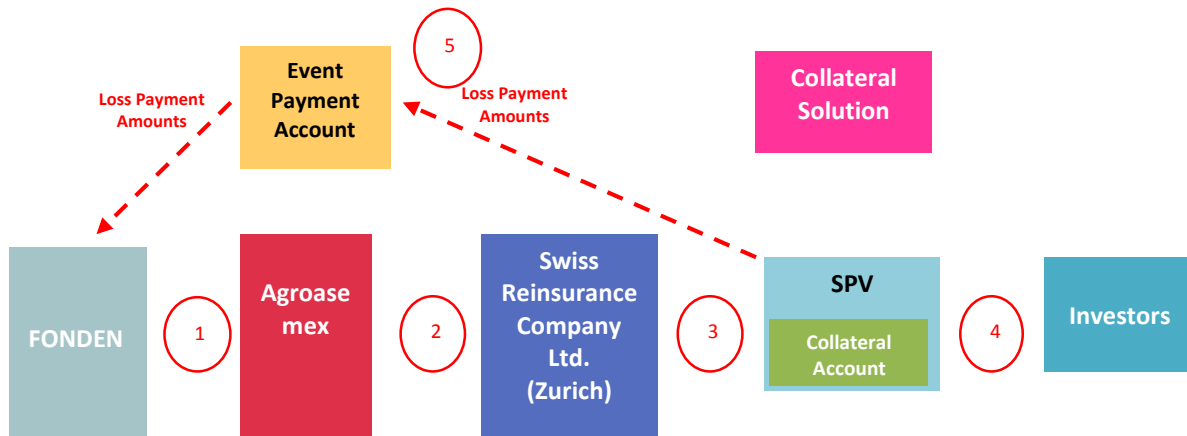 5
Event
Payment
Account
Collateral
Solution
Loss Payment
Amounts
Loss Payment
Amounts
FONDEN
1
Agroase
mex
2
Swiss
Reinsurance
Company
Ltd.
(Zurich)
3
SPV
Collateral
Account
4
Investors